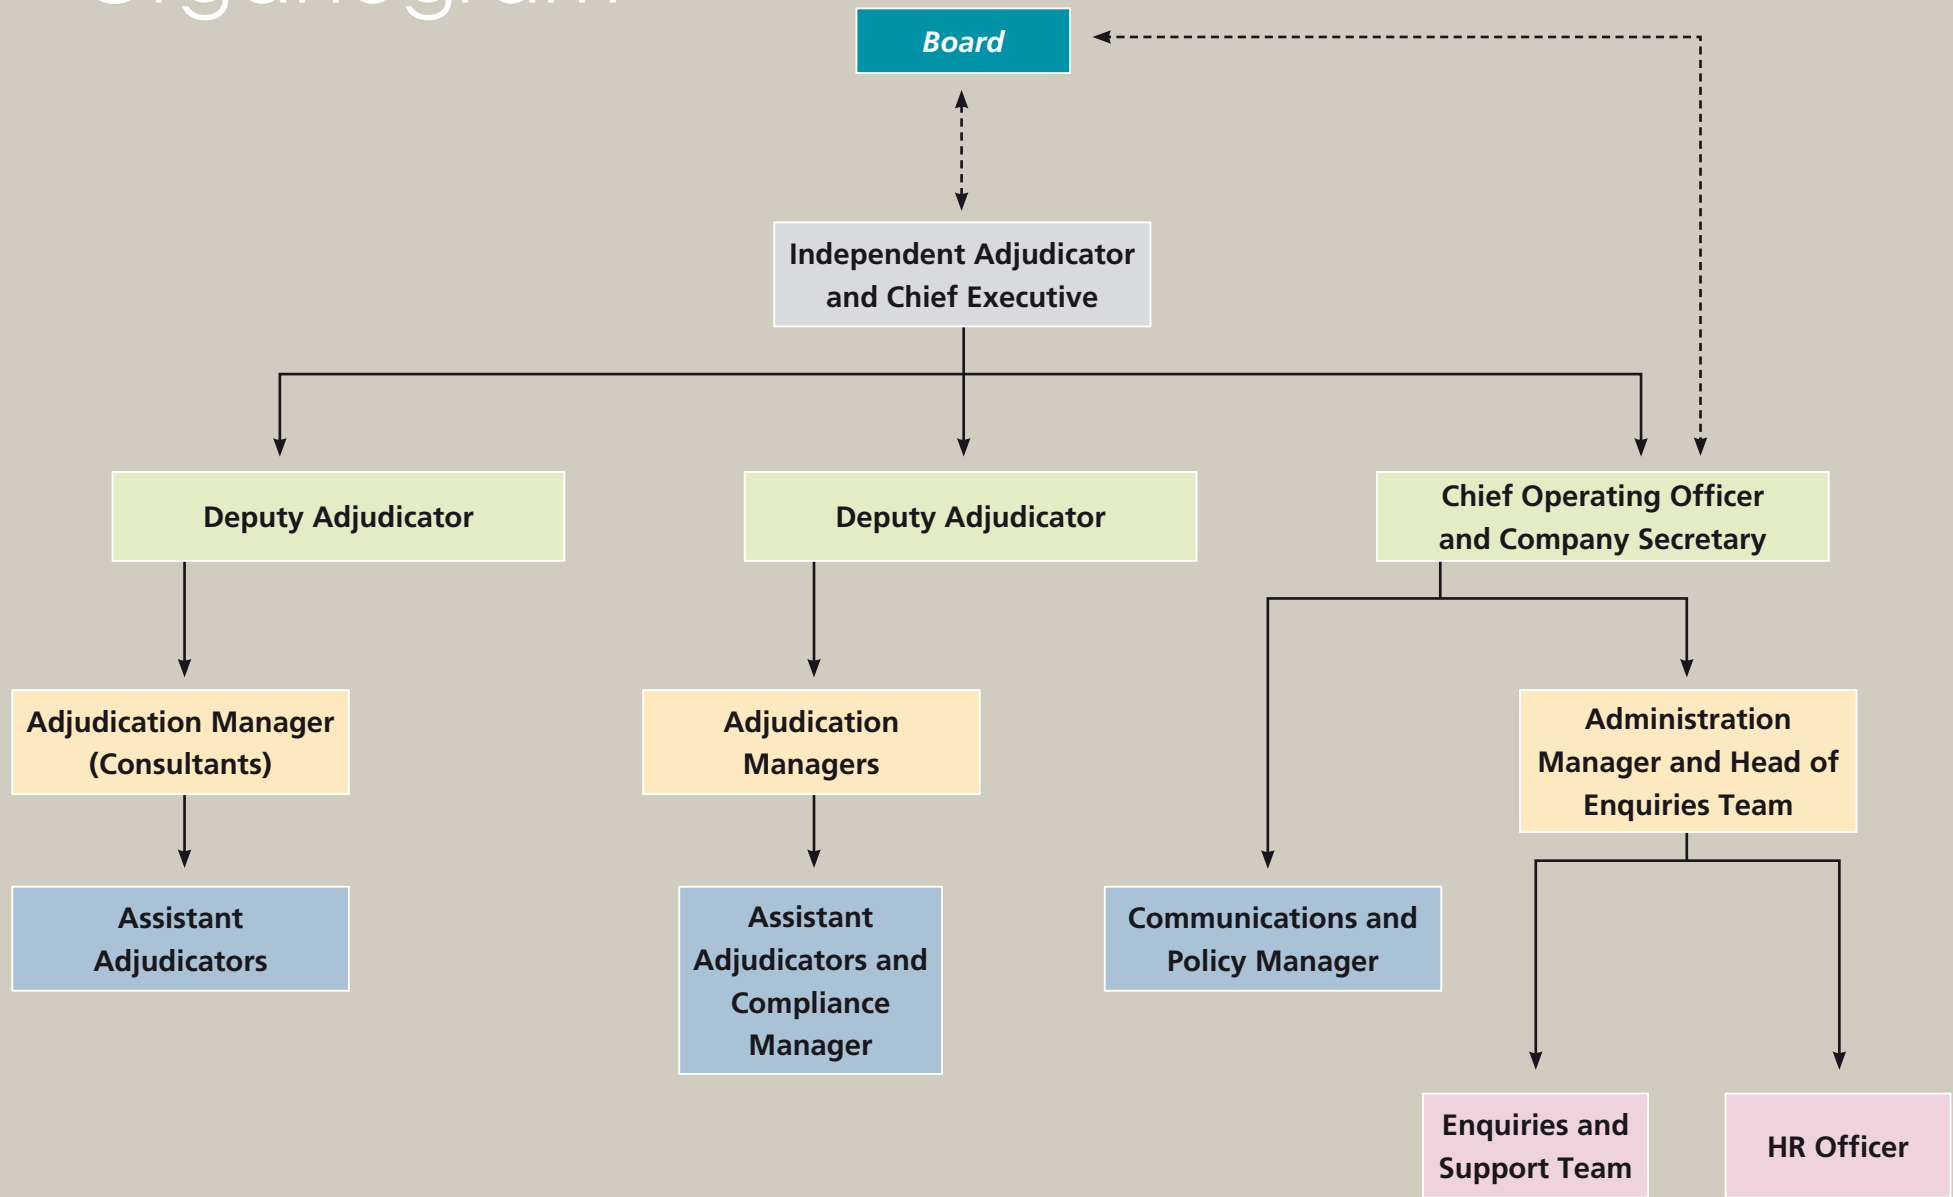 Organogram
Board
Independent Adjudicator
and Chief Executive
Deputy Adjudicator
Deputy Adjudicator
Chief Operating Officer
and Company Secretary
Adjudication Manager
(Consultants)
Adjudication
Managers
Administration
Manager and Head of
Enquiries Team
Assistant
Adjudicators
Assistant
Adjudicators and
Compliance
Manager
Communications and
Policy Manager
Enquiries and
Support Team
HR Officer